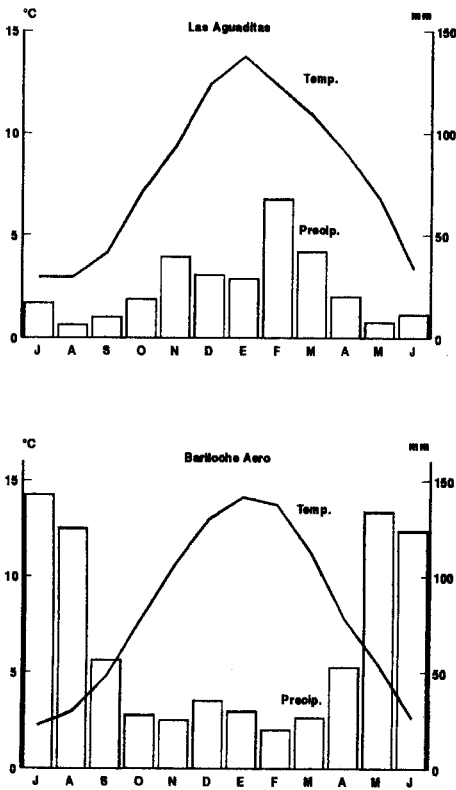 °C mm
Las Aguaditas
15 150
Temp.
10 100
5 50
Precip.
0 0
J A S O N D E F M A M J
°C mm
Bariloche Aero
15 150
Temp.
10 100
5 50
Precip.
0 0
J A S O N D E F M A M J